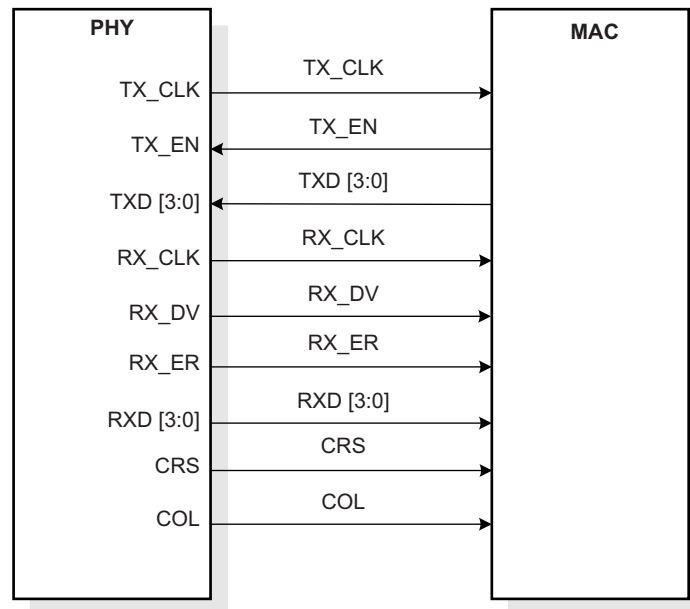 PHY
MAC
TX_CLK
TX_CLK
TX_EN
TX_EN
TXD [3:0]
TXD [3:0]
RX_CLK
RX_CLK
RX_DV
RX_DV
RX_ER
RX_ER
RXD [3:0]
RXD [3:0]
CRS
CRS
COL
COL